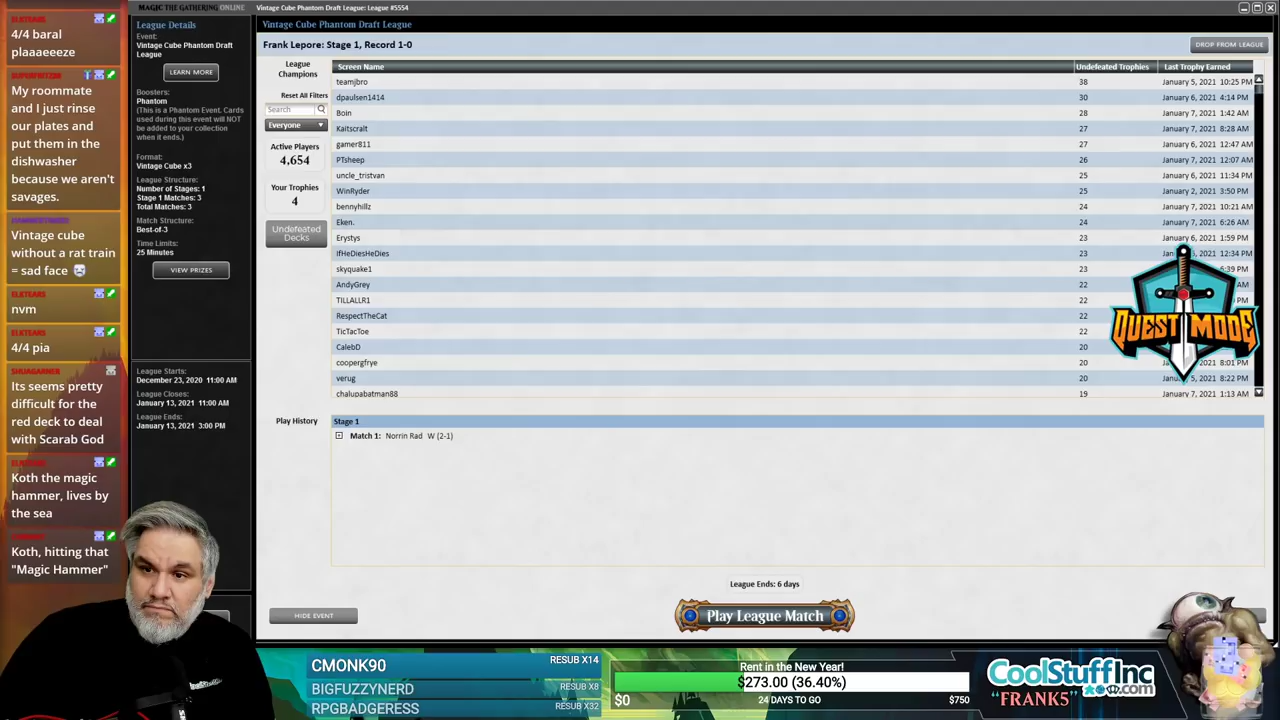 ELKTEARS
4/4 baral
plaaaeeeze
My roommate
and I just rinse
our plates and
put them in the
dishwasher
because we aren't
savages.
Vintage cube
without a rat train
= sad face
ELKTEARS
nvm
ELKTEARS
4/4 pia
SHUAGARNER
Its seems pretty
difficult for the
red deck to deal
with Scarab God
Koth the magic
hammer, lives by
the sea
Koth, hitting that
"Magic Hammer"
MAGIC THE GATHERING ONLINE
Vintage Cube Phantom Draft League: League #5554
League Details
Event:
Vintage Cube Phantom Draft
League
LEARN MORE
Boosters:
Phantom
(This is a Phantom Event. Cards
used during this event will NOT
be added to your collection
when it ends.)
Format:
Vintage Cube x3
League Structure:
Number of Stages: 1
Stage 1 Matches: 3
Total Matches: 3
Match Structure:
Best-of-3
Time Limits:
25 Minutes
VIEW PRIZES
League Starts:
December 23, 2020 11:00 AM
League Closes:
January 13, 2021 11:00 AM
League Ends:
January 13, 2021 3:00 PM
Vintage Cube Phantom Draft League
Frank Lepore: Stage 1, Record 1-0
DROP FROM LEAGUE
League
Champions
Reset All Filters
Search
Everyone
Active Players
4,654
Your Trophies
4
Undefeated
Decks
Screen Name Undefeated Trophies Last Trophy Earned
teamjbro 38 January 5, 2021 10:25 PM
dpaulsen1414 30 January 6, 2021 4:14 PM
Boin 28 January 7, 2021 1:42 AM
Kaitscralt 27 January 7, 2021 8:28 AM
gamer811 27 January 6, 2021 12:47 AM
PTsheep 26 January 7, 2021 12:07 AM
uncle_tristvan 25 January 6, 2021 11:34 PM
WinRyder 25 January 2, 2021 3:50 PM
bennyhillz 24 January 7, 2021 10:21 AM
Eken. 24 January 7, 2021 6:26 AM
Erystys 23 January 6, 2021 1:59 PM
IfHeDiesHeDies 23 12:34 PM
skyquake1 23 6:39 PM
AndyGrey 22 AM
TILLALLR1 22 PM
RespectTheCat 22
TicTacToe 22
CalebD 20
coopergfrye 20 8:01 PM
verug 20 2021 8:22 PM
chalupabatman88 19 January 7, 2021 1:13 AM
QUEST MODE
Play History
Stage 1
Match 1: Norrin Rad W (2-1)
League Ends: 6 days
HIDE EVENT
Play League Match
CMONK90 RESUB X14
BIGFUZZYNERD RESUB X8
RPGBADGERESS RESUB X32
Rent in the New Year!
$273.00 (36.40%)
$0 24 DAYS TO GO $750
COOLSTUFFINC
.com
"FRANK5"